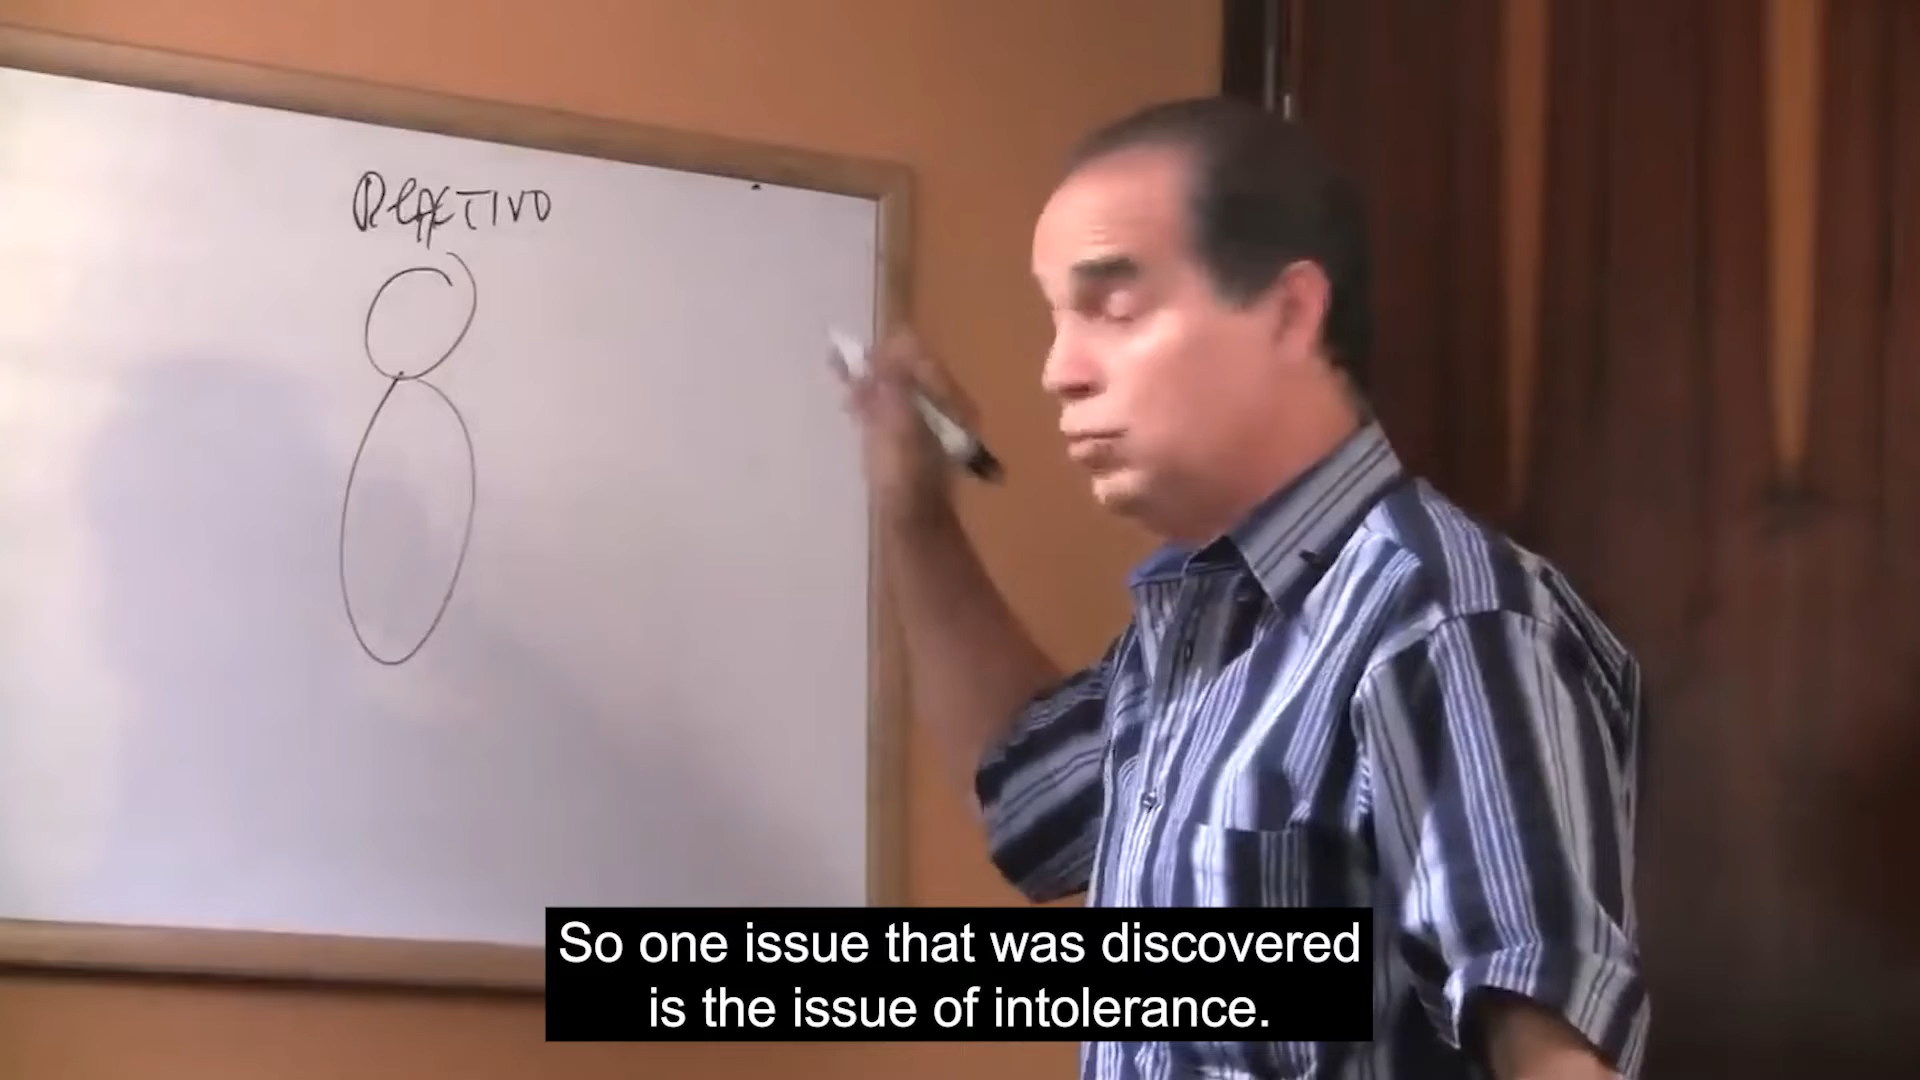 REACTIVO
So one issue that was discovered
is the issue of intolerance.